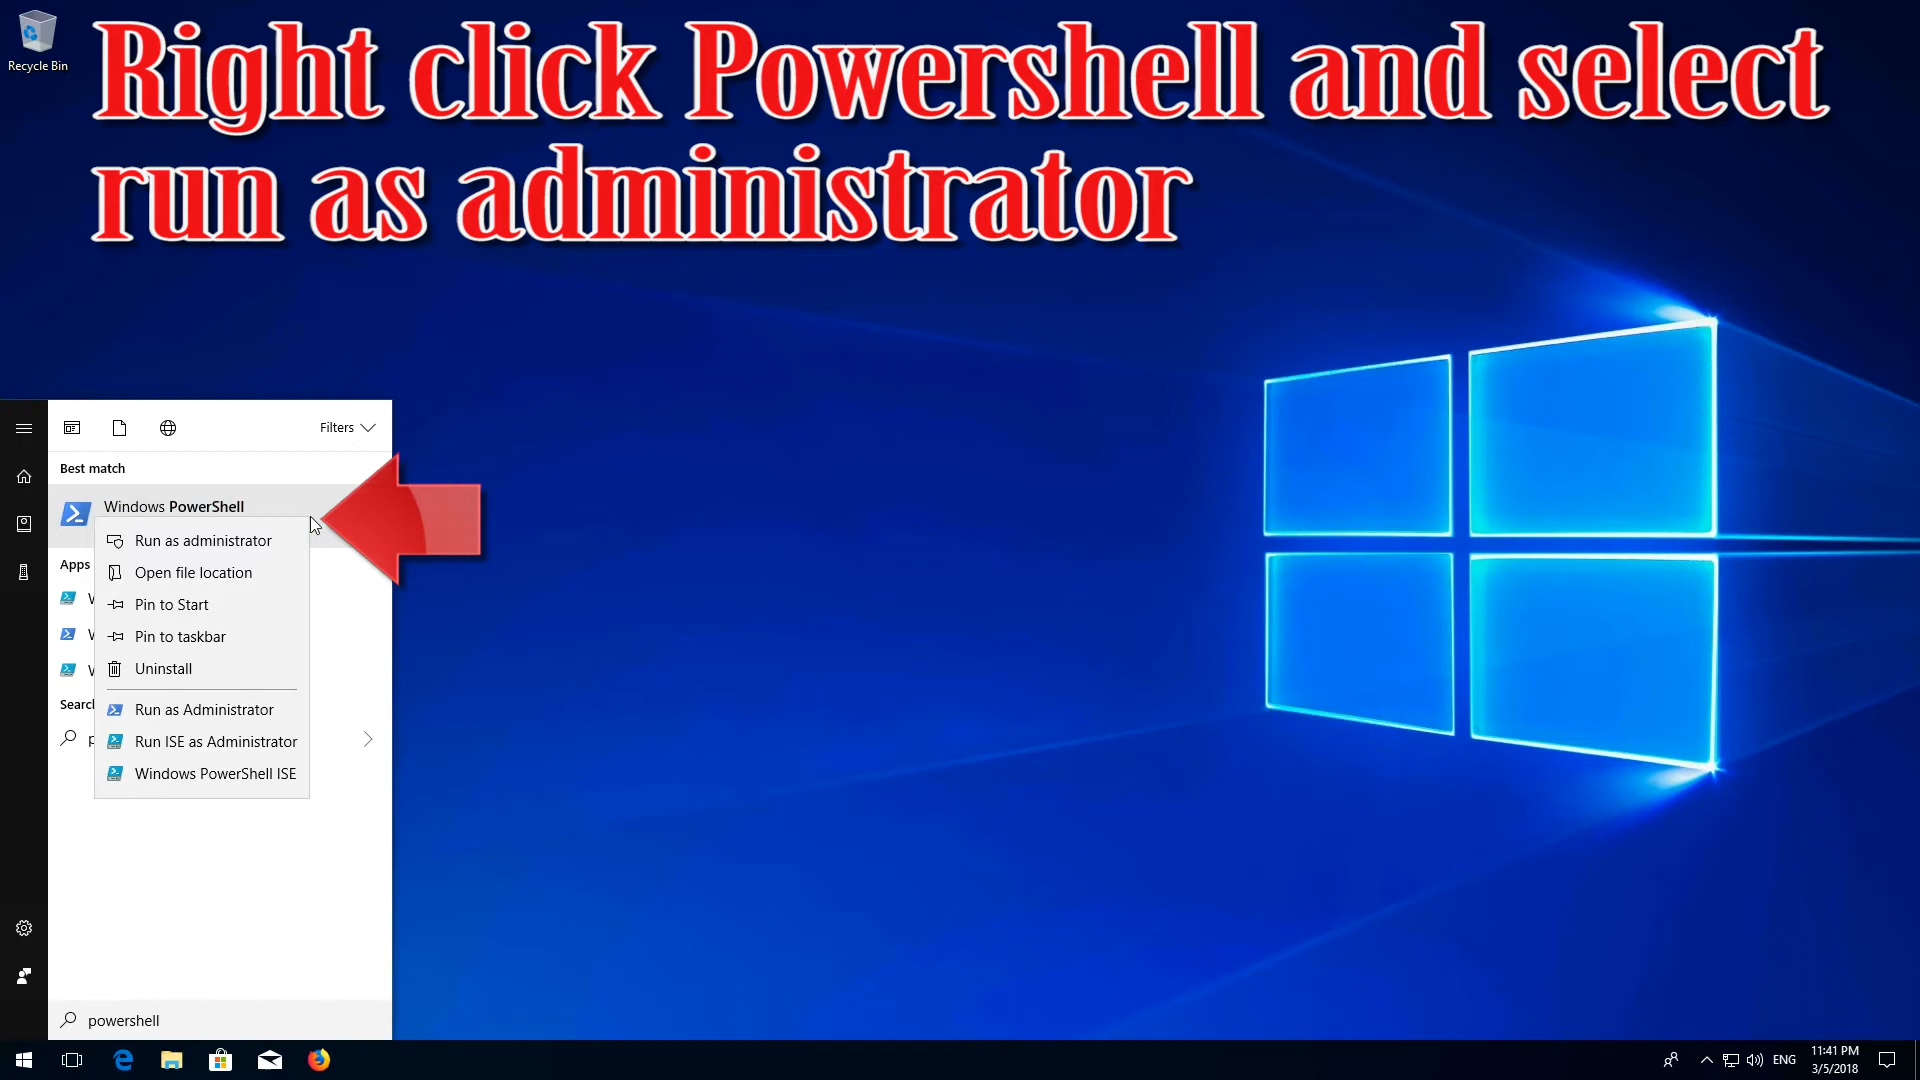 Recycle Bin
Right click Powershell and select
run as administrator
Filters
Best match
Windows PowerShell
Run as administrator
Open file location
Apps
Pin to Start
Pin to taskbar
Uninstall
Run as Administrator
Run ISE as Administrator
Windows PowerShell ISE
powershell
ENG
11:41 PM
3/5/2018